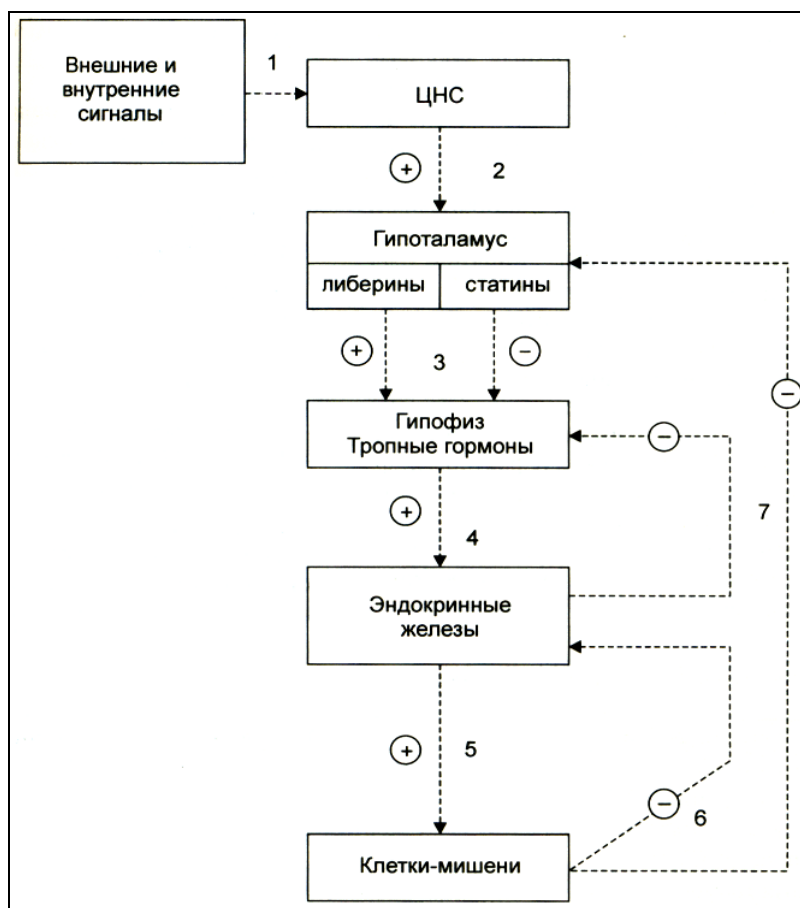 Внешние и
внутренние
сигналы
1
ЦНС
+
2
Гипоталамус
либерины
статины
+
3
−
Гипофиз
Тропные гормоны
−
+
4
−
7
Эндокринные
железы
+
5
−
6
Клетки-мишени